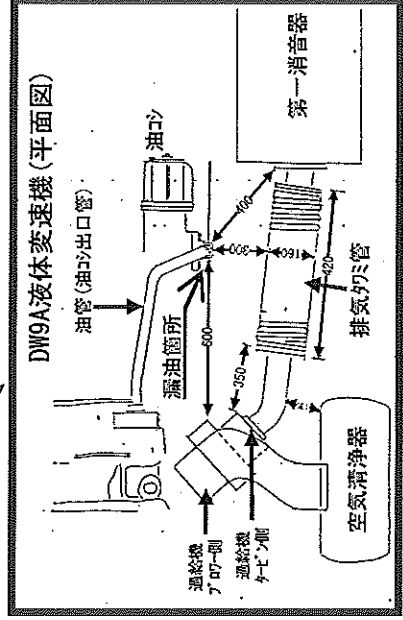 DW9A液体変速機(平面図)
油管(油コシ出口管)
油コシ
漏油箇所
600
300
400
160
420
350
排気タワミ管
第一消音器
過給機
ブロワー側
過給機
タービン側
空気清浄器